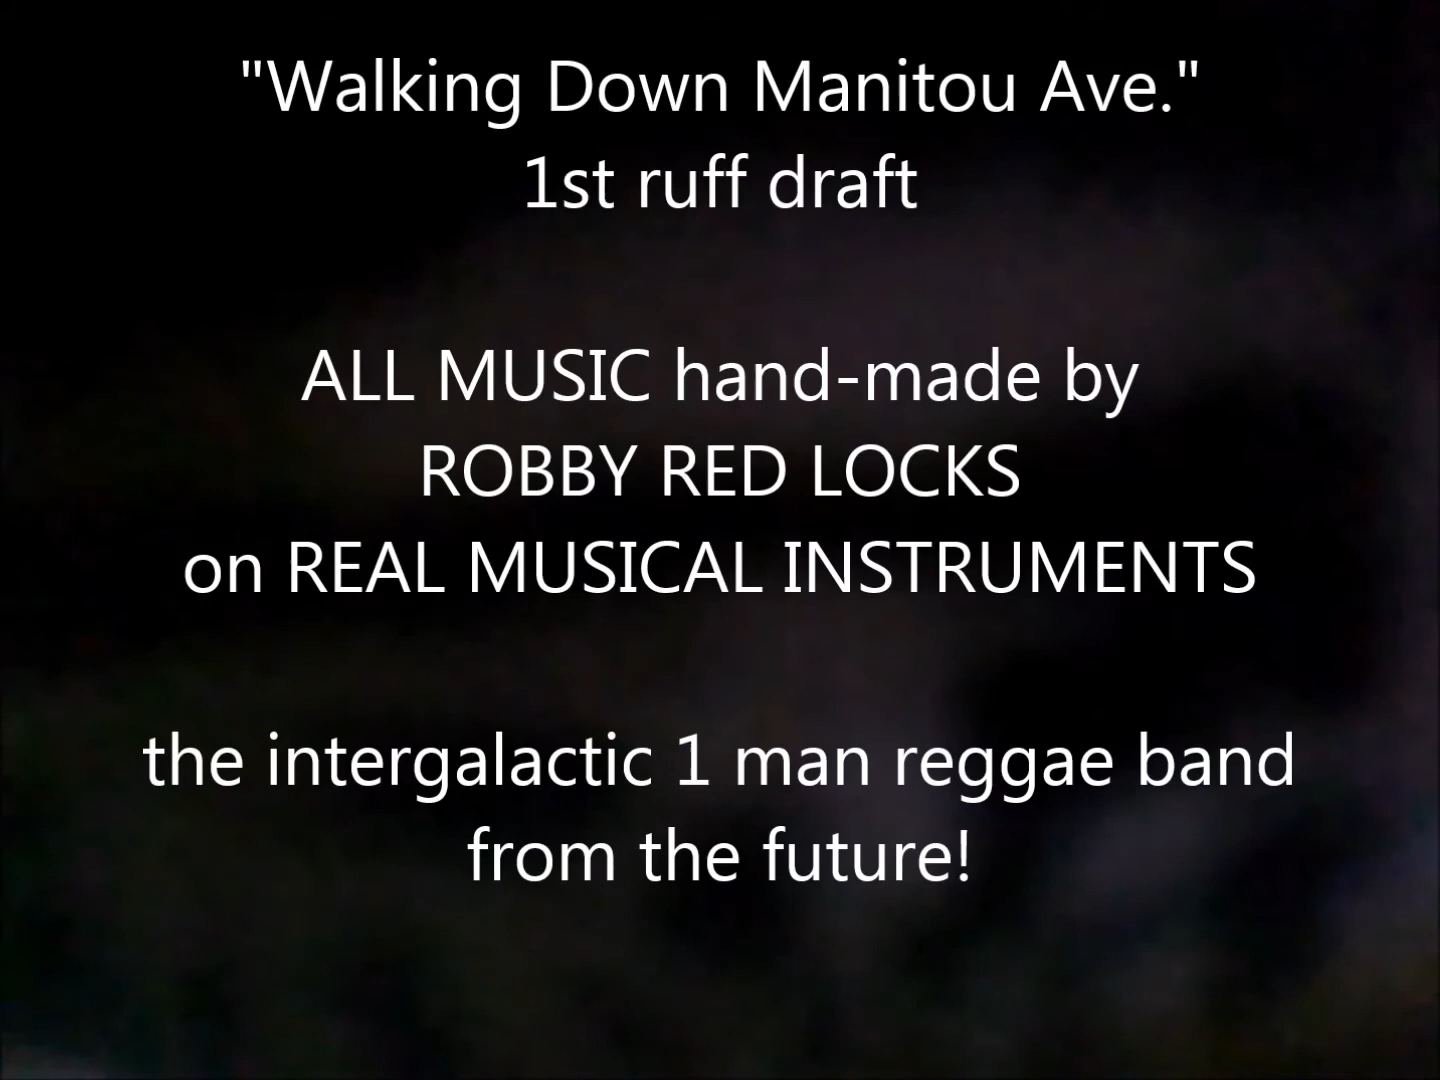 "Walking Down Manitou Ave."
1st ruff draft
ALL MUSIC hand-made by
ROBBY RED LOCKS
on REAL MUSICAL INSTRUMENTS
the intergalactic 1 man reggae band
from the future!